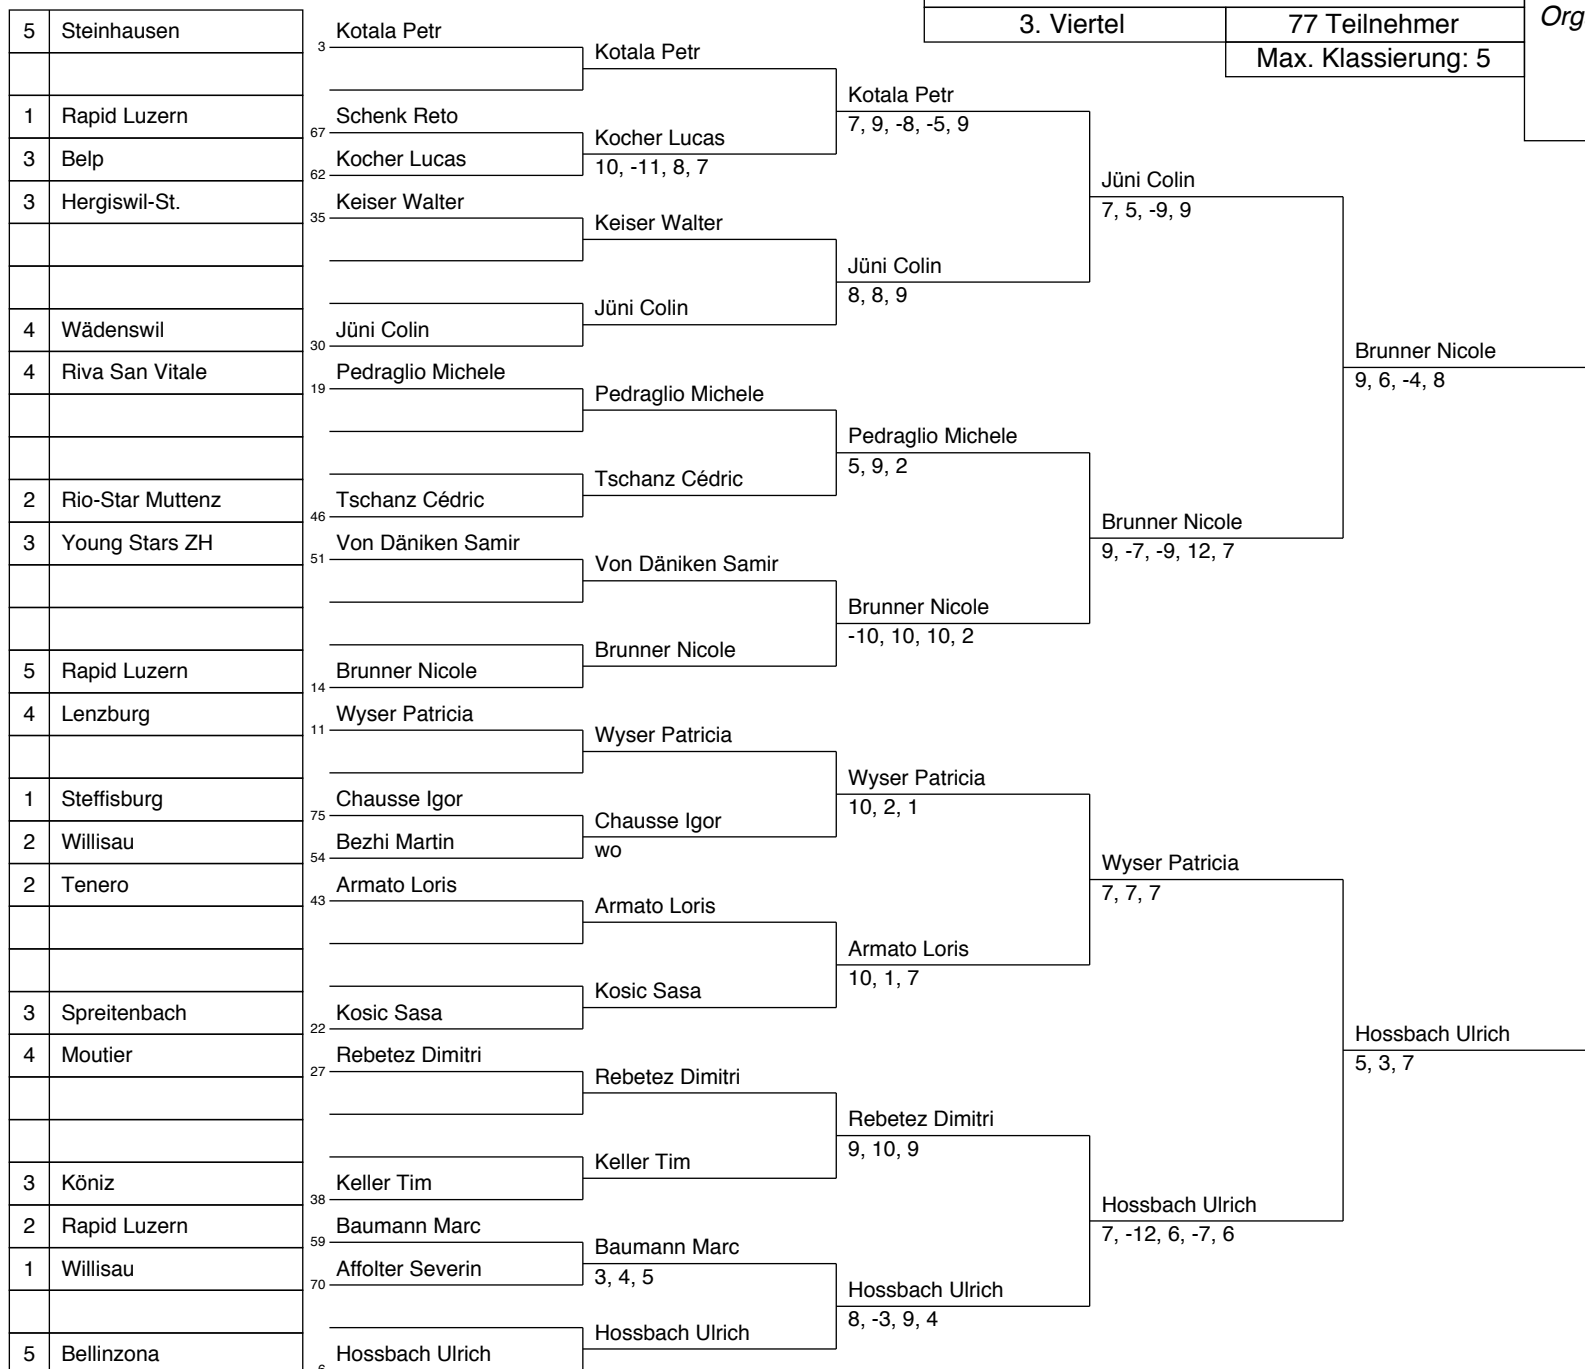 3. Viertel
77 Teilnehmer
Org
Max. Klassierung: 5
5 Steinhausen 3 Kotala Petr
Kotala Petr
Kotala Petr
7, 9, -8, -5, 9
1 Rapid Luzern 67 Schenk Reto
Kocher Lucas
10, -11, 8, 7
3 Belp 62 Kocher Lucas
Jüni Colin
7, 5, -9, 9
3 Hergiswil-St. 35 Keiser Walter
Keiser Walter
Jüni Colin
8, 8, 9
Jüni Colin
4 Wädenswil 30 Jüni Colin
Brunner Nicole
9, 6, -4, 8
4 Riva San Vitale 19 Pedraglio Michele
Pedraglio Michele
Pedraglio Michele
5, 9, 2
Tschanz Cédric
2 Rio-Star Muttenz 46 Tschanz Cédric
Brunner Nicole
9, -7, -9, 12, 7
3 Young Stars ZH 51 Von Däniken Samir
Von Däniken Samir
Brunner Nicole
-10, 10, 10, 2
Brunner Nicole
5 Rapid Luzern 14 Brunner Nicole
4 Lenzburg 11 Wyser Patricia
Wyser Patricia
Wyser Patricia
10, 2, 1
1 Steffisburg 75 Chausse Igor
Chausse Igor
wo
2 Willisau 54 Bezhi Martin
Wyser Patricia
7, 7, 7
2 Tenero 43 Armato Loris
Armato Loris
Armato Loris
10, 1, 7
Kosic Sasa
3 Spreitenbach 22 Kosic Sasa
Hossbach Ulrich
5, 3, 7
4 Moutier 27 Rebetez Dimitri
Rebetez Dimitri
Rebetez Dimitri
9, 10, 9
Keller Tim
3 Köniz 38 Keller Tim
Hossbach Ulrich
7, -12, 6, -7, 6
2 Rapid Luzern 59 Baumann Marc
Baumann Marc
3, 4, 5
1 Willisau 70 Affolter Severin
Hossbach Ulrich
8, -3, 9, 4
Hossbach Ulrich
5 Bellinzona 6 Hossbach Ulrich